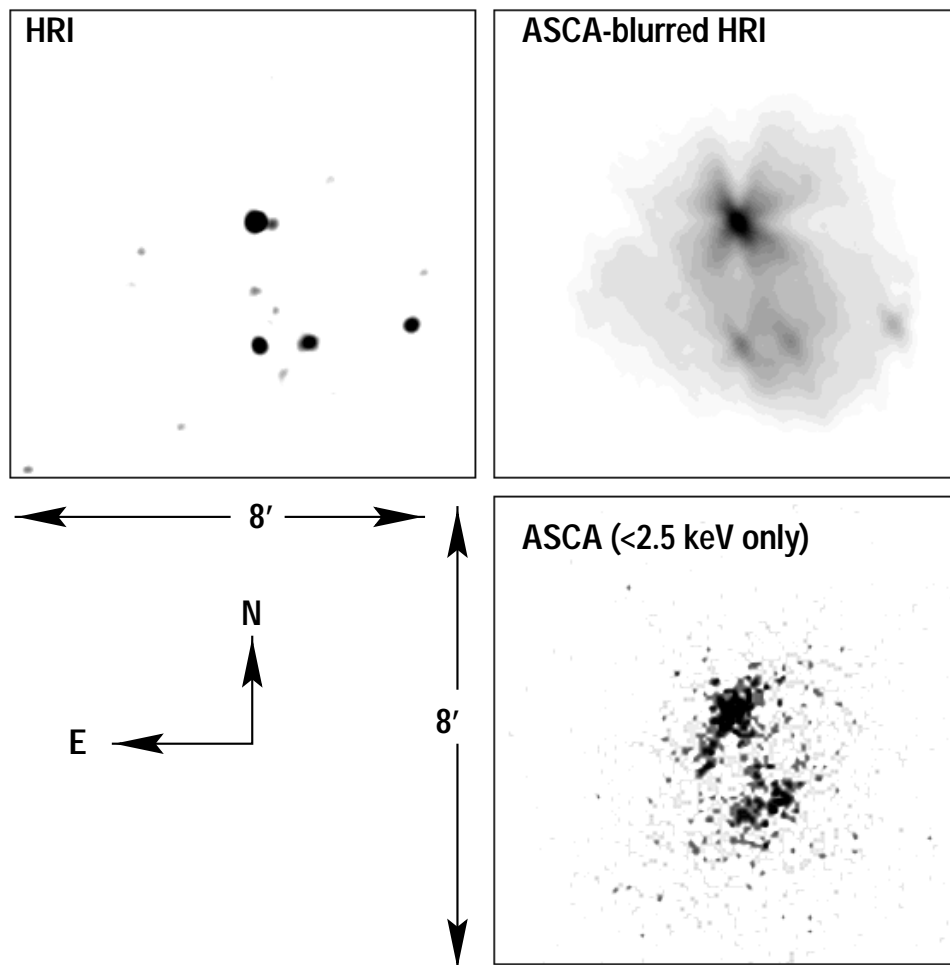 HRI
ASCA-blurred HRI
8′
ASCA (<2.5 keV only)
N
8′
E